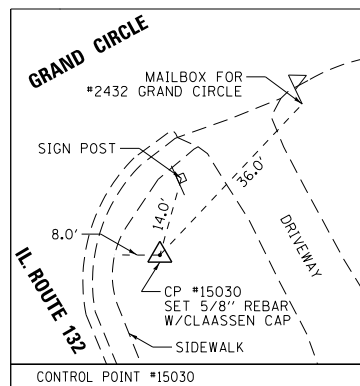 GRAND CIRCLE
MAILBOX FOR
#2432 GRAND CIRCLE
SIGN POST
36.0'
14.0'
8.0'
DRIVEWAY
IL. ROUTE 132
CP #15030
SET 5/8" REBAR
W/CLAASSEN CAP
SIDEWALK
CONTROL POINT #15030